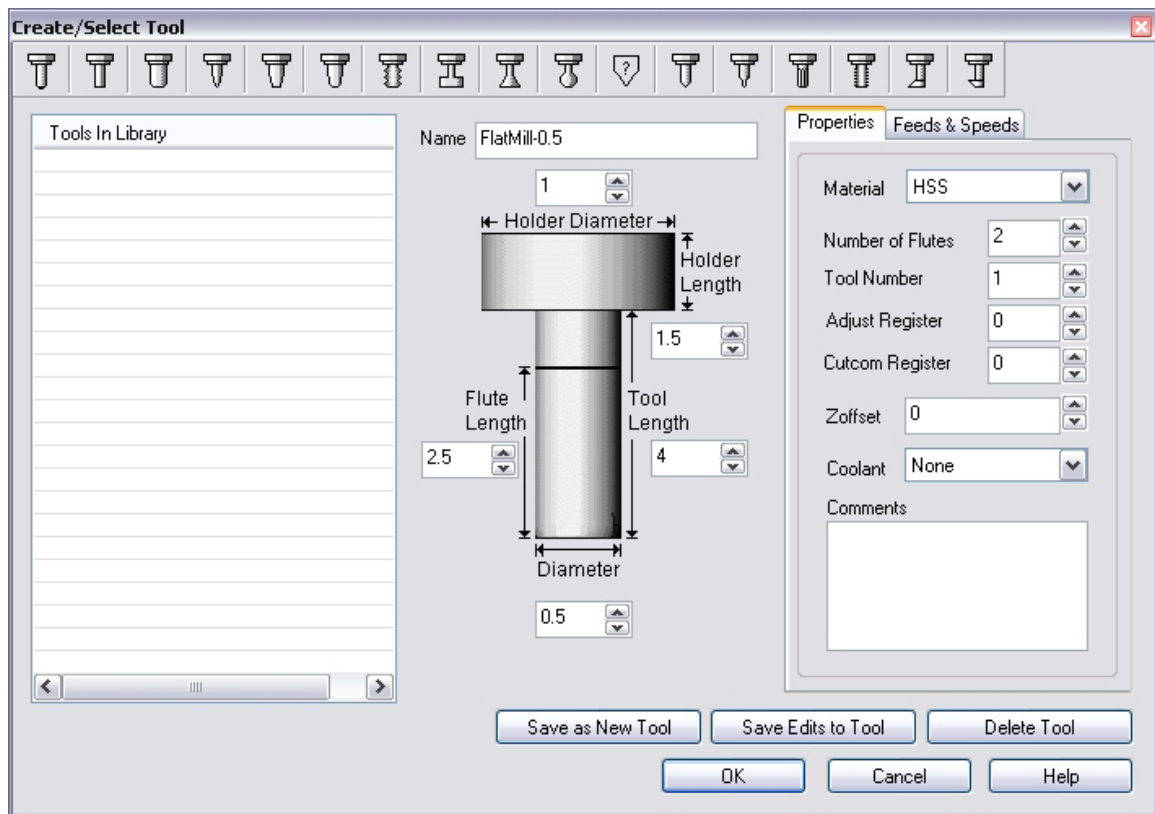 Create/Select Tool
?
Tools In Library
Name FlatMill-0.5
1
Holder Diameter
Holder
Length
1.5
Flute
Length
2.5
Tool
Length
4
Diameter
0.5
Properties Feeds & Speeds
Material HSS
Number of Flutes 2
Tool Number 1
Adjust Register 0
Cutcom Register 0
Zoffset 0
Coolant None
Comments
Save as New Tool Save Edits to Tool Delete Tool
OK Cancel Help